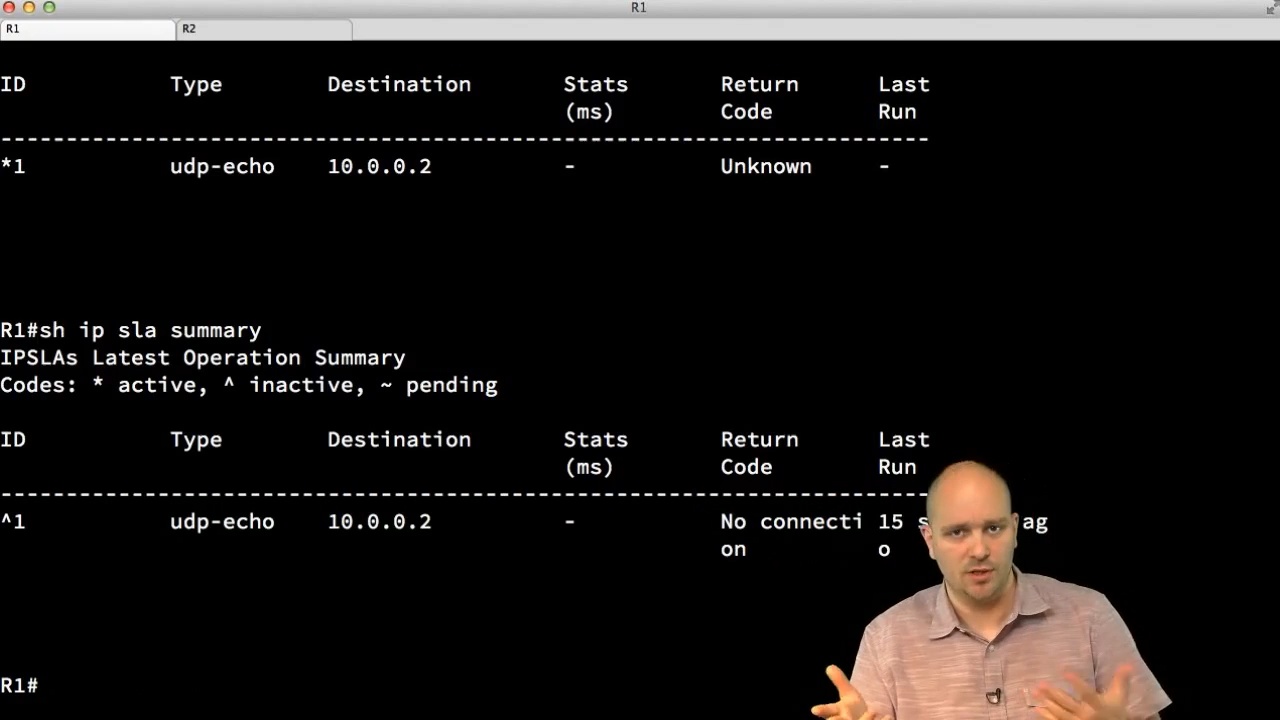 R1
R1
R2
ID Type Destination Stats Return Last
(ms) Code Run
-----------------------------------------------------------------------
*1 udp-echo 10.0.0.2 - Unknown -
R1#sh ip sla summary
IPSLAs Latest Operation Summary
Codes: * active, ^ inactive, ~ pending
ID Type Destination Stats Return Last
(ms) Code Run
-----------------------------------------------------------------------
^1 udp-echo 10.0.0.2 - No connecti 15 ag
on o
R1#